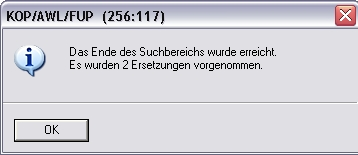 KOP/AWL/FUP (256:117)
Das Ende des Suchbereichs wurde erreicht.
Es wurden 2 Ersetzungen vorgenommen.
OK